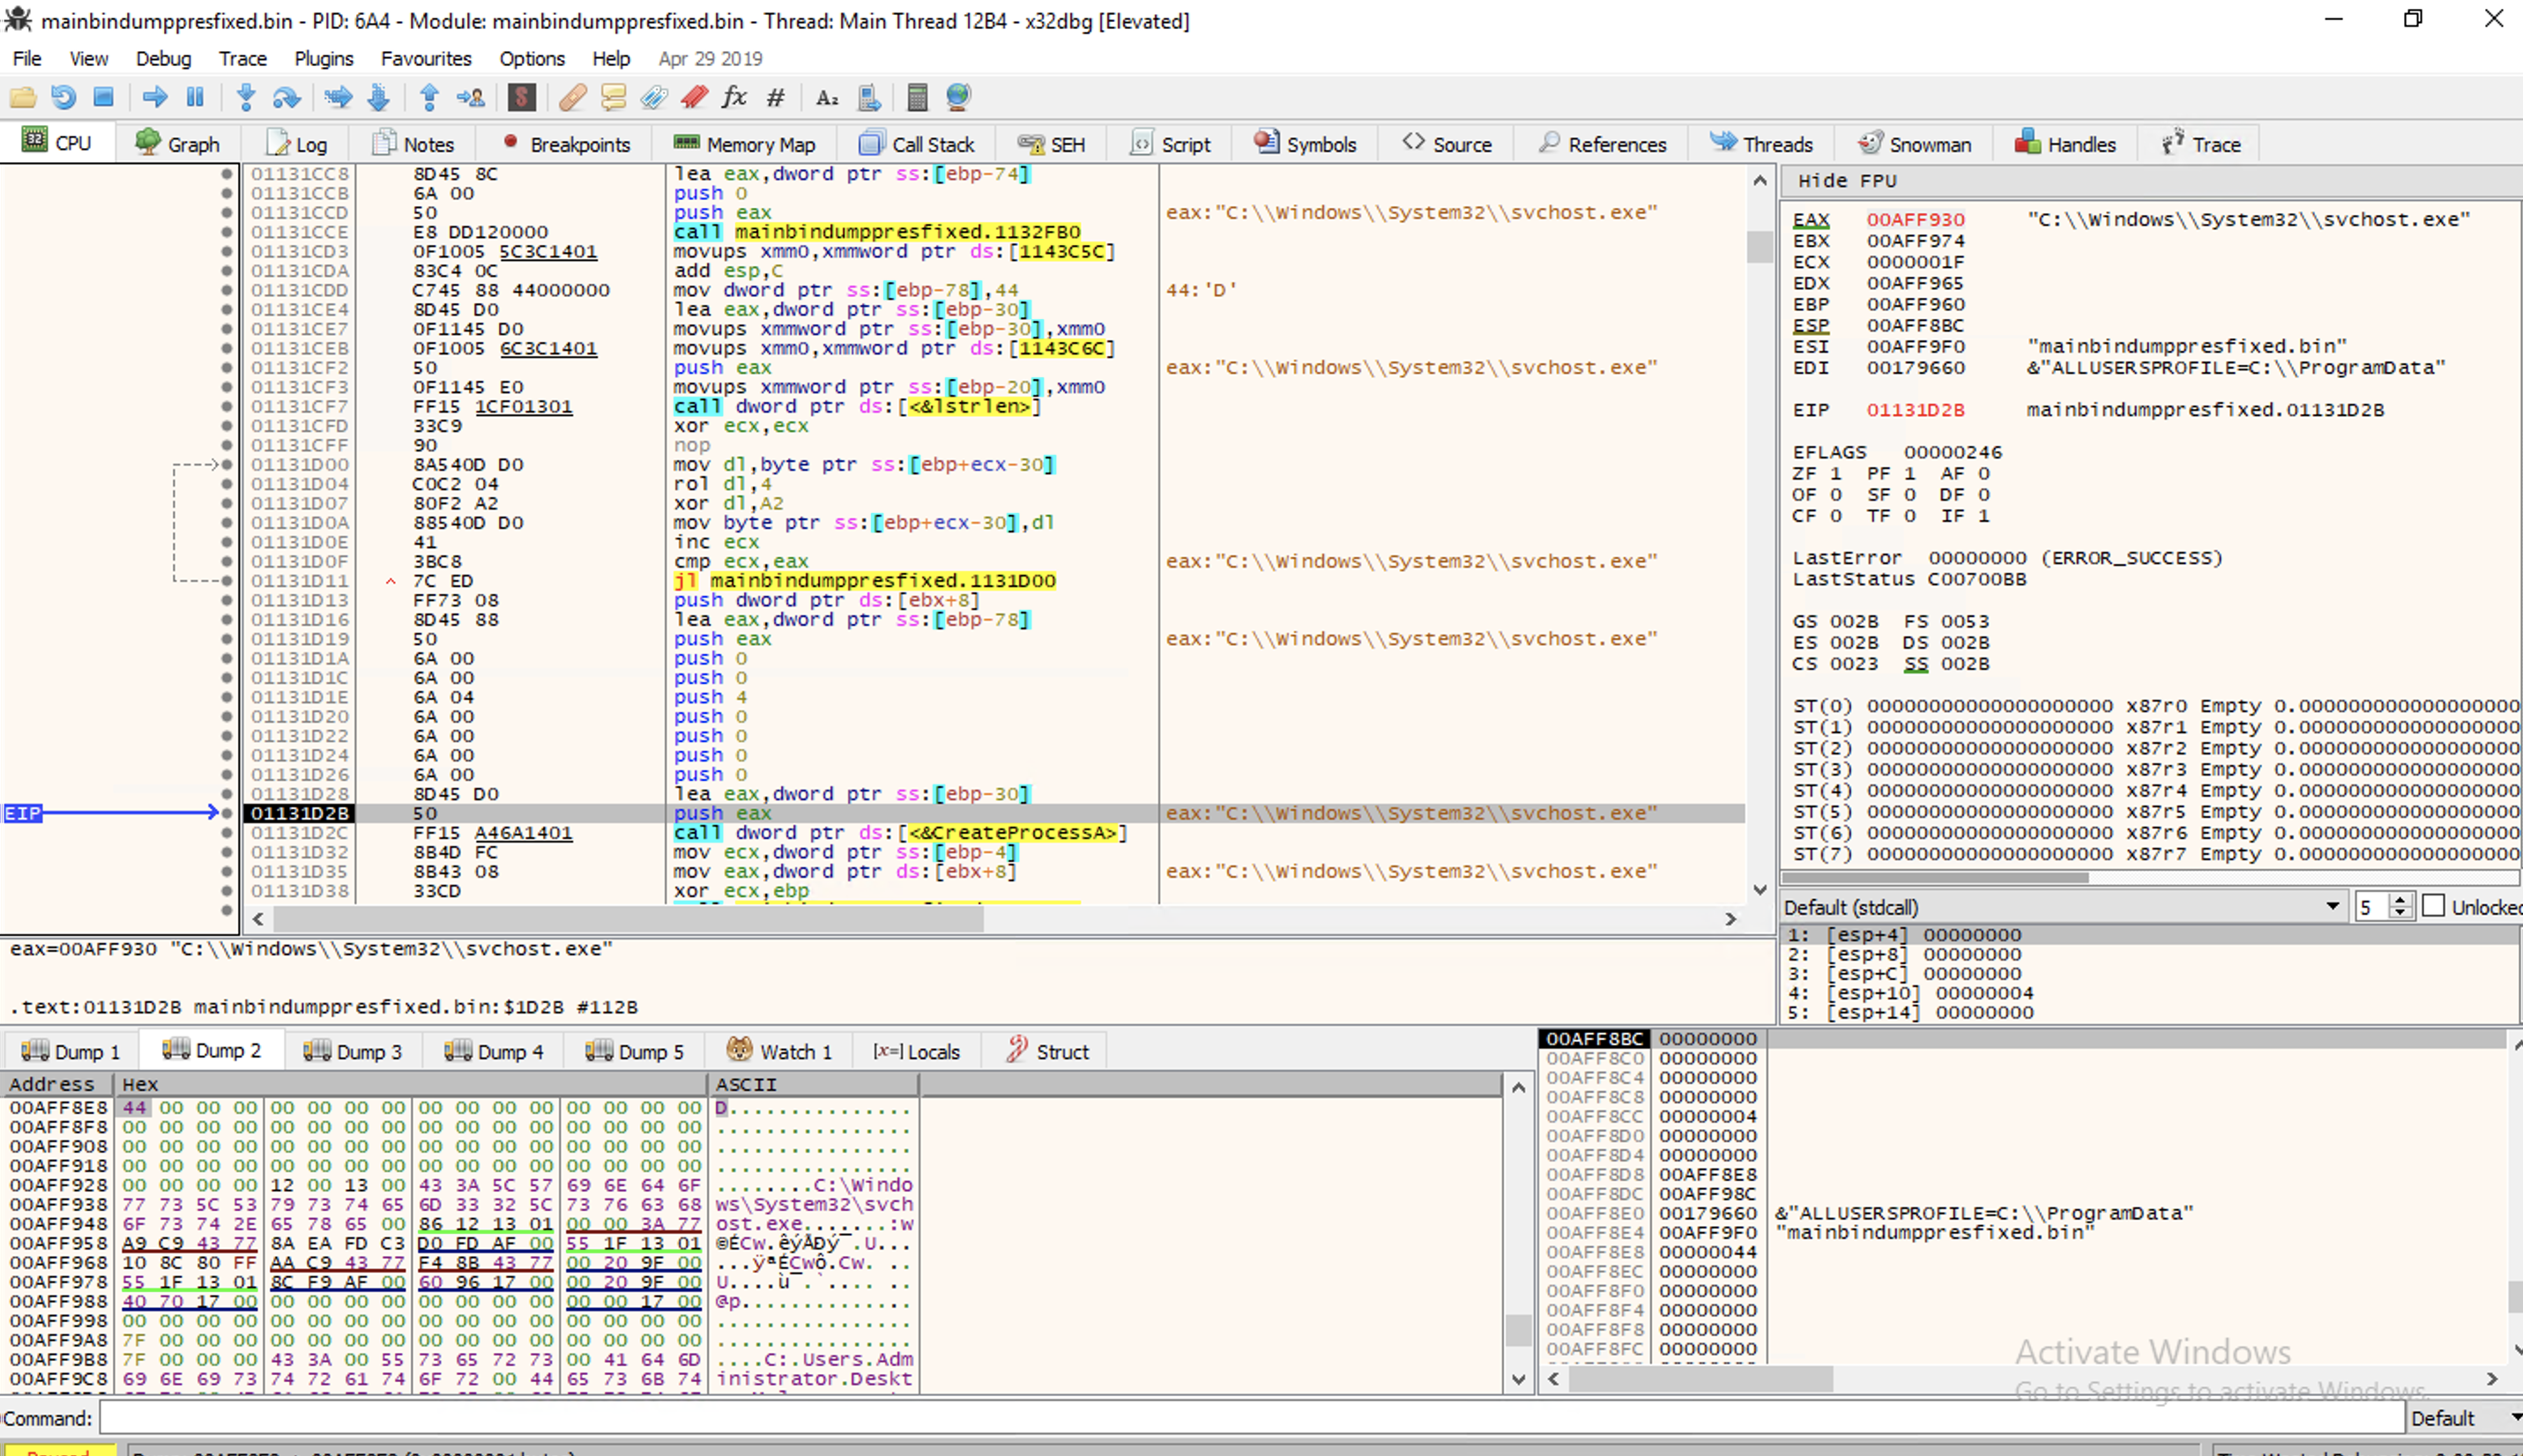 mainbindumppresfixed.bin - PID: 6A4 - Module: mainbindumppresfixed.bin - Thread: Main Thread 12B4 - x32dbg [Elevated]
File View Debug Trace Plugins Favourites Options Help Apr 29 2019
CPU Graph Log Notes Breakpoints Memory Map Call Stack SEH Script Symbols Source References Threads Snowman Handles Trace
01131CC8 8D45 8C lea eax,dword ptr ss:[ebp-74]
01131CCB 6A 00 push 0
01131CCD 50 push eax eax:"C:\\Windows\\System32\\svchost.exe"
01131CCE E8 DD120000 call mainbindumppresfixed.1132FB0
01131CD3 0F1005 5C3C1401 movups xmm0,xmmword ptr ds:[1143C5C]
01131CDA 83C4 0C add esp,C
01131CDD C745 88 44000000 mov dword ptr ss:[ebp-78],44 44:'D'
01131CE4 8D45 D0 lea eax,dword ptr ss:[ebp-30]
01131CE7 0F1145 D0 movups xmmword ptr ss:[ebp-30],xmm0
01131CEB 0F1005 6C3C1401 movups xmm0,xmmword ptr ds:[1143C6C]
01131CF2 50 push eax eax:"C:\\Windows\\System32\\svchost.exe"
01131CF3 0F1145 E0 movups xmmword ptr ss:[ebp-20],xmm0
01131CF7 FF15 1CF01301 call dword ptr ds:[<&lstrlen>]
01131CFD 33C9 xor ecx,ecx
01131CFF 90 nop
01131D00 8A540D D0 mov dl,byte ptr ss:[ebp+ecx-30]
01131D04 C0C2 04 rol dl,4
01131D07 80F2 A2 xor dl,A2
01131D0A 88540D D0 mov byte ptr ss:[ebp+ecx-30],dl
01131D0E 41 inc ecx
01131D0F 3BC8 cmp ecx,eax eax:"C:\\Windows\\System32\\svchost.exe"
01131D11 7C ED jl mainbindumppresfixed.1131D00
01131D13 FF73 08 push dword ptr ds:[ebx+8]
01131D16 8D45 88 lea eax,dword ptr ss:[ebp-78]
01131D19 50 push eax eax:"C:\\Windows\\System32\\svchost.exe"
01131D1A 6A 00 push 0
01131D1C 6A 00 push 0
01131D1E 6A 04 push 4
01131D20 6A 00 push 0
01131D22 6A 00 push 0
01131D24 6A 00 push 0
01131D26 6A 00 push 0
01131D28 8D45 D0 lea eax,dword ptr ss:[ebp-30]
EIP 01131D2B 50 push eax eax:"C:\\Windows\\System32\\svchost.exe"
01131D2C FF15 A46A1401 call dword ptr ds:[<&CreateProcessA>]
01131D32 8B4D FC mov ecx,dword ptr ss:[ebp-4]
01131D35 8B43 08 mov eax,dword ptr ds:[ebx+8] eax:"C:\\Windows\\System32\\svchost.exe"
01131D38 33CD xor ecx,ebp
Hide FPU
EAX 00AFF930 "C:\\Windows\\System32\\svchost.exe"
EBX 00AFF974
ECX 0000001F
EDX 00AFF965
EBP 00AFF960
ESP 00AFF8BC
ESI 00AFF9F0 "mainbindumppresfixed.bin"
EDI 00179660 &"ALLUSERSPROFILE=C:\\ProgramData"
EIP 01131D2B mainbindumppresfixed.01131D2B
EFLAGS 00000246
ZF 1 PF 1 AF 0
OF 0 SF 0 DF 0
CF 0 TF 0 IF 1
LastError 00000000 (ERROR_SUCCESS)
LastStatus C00700BB
GS 002B FS 0053
ES 002B DS 002B
CS 0023 SS 002B
ST(0) 00000000000000000000 x87r0 Empty 0.000000000000000000
ST(1) 00000000000000000000 x87r1 Empty 0.000000000000000000
ST(2) 00000000000000000000 x87r2 Empty 0.000000000000000000
ST(3) 00000000000000000000 x87r3 Empty 0.000000000000000000
ST(4) 00000000000000000000 x87r4 Empty 0.000000000000000000
ST(5) 00000000000000000000 x87r5 Empty 0.000000000000000000
ST(6) 00000000000000000000 x87r6 Empty 0.000000000000000000
ST(7) 00000000000000000000 x87r7 Empty 0.000000000000000000
Default (stdcall) 5 Unlocked
1: [esp+4] 00000000
2: [esp+8] 00000000
3: [esp+C] 00000000
4: [esp+10] 00000004
5: [esp+14] 00000000
eax=00AFF930 "C:\\Windows\\System32\\svchost.exe"
.text:01131D2B mainbindumppresfixed.bin:$1D2B #112B
Dump 1 Dump 2 Dump 3 Dump 4 Dump 5 Watch 1 [x=] Locals Struct
Address Hex ASCII
00AFF8E8 44 00 00 00 00 00 00 00 00 00 00 00 00 00 00 00 D...............
00AFF8F8 00 00 00 00 00 00 00 00 00 00 00 00 00 00 00 00 ................
00AFF908 00 00 00 00 00 00 00 00 00 00 00 00 00 00 00 00 ................
00AFF918 00 00 00 00 00 00 00 00 00 00 00 00 00 00 00 00 ................
00AFF928 00 00 00 00 12 00 13 00 43 3A 5C 57 69 6E 64 6F ........C:\Windo
00AFF938 77 73 5C 53 79 73 74 65 6D 33 32 5C 73 76 63 68 ws\System32\svch
00AFF948 6F 73 74 2E 65 78 65 00 86 12 13 01 00 00 3A 77 ost.exe.......:w
00AFF958 A9 C9 43 77 8A EA FD C3 D0 FD AF 00 55 1F 13 01 ©ÉCw.êýÃÐý¯.U...
00AFF968 10 8C 80 FF AA C9 43 77 F4 8B 43 77 00 20 9F 00 ...ÿªÉCwô.Cw. ..
00AFF978 55 1F 13 01 8C F9 AF 00 60 96 17 00 00 20 9F 00 U....ù¯.`.... ..
00AFF988 40 70 17 00 00 00 00 00 00 00 00 00 00 00 17 00 @p..............
00AFF998 00 00 00 00 00 00 00 00 00 00 00 00 00 00 00 00 ................
00AFF9A8 7F 00 00 00 00 00 00 00 00 00 00 00 00 00 00 00 ................
00AFF9B8 7F 00 00 00 43 3A 00 55 73 65 72 73 00 41 64 6D ....C:.Users.Adm
00AFF9C8 69 6E 69 73 74 72 61 74 6F 72 00 44 65 73 6B 74 inistrator.Deskt
00AFF8BC 00000000
00AFF8C0 00000000
00AFF8C4 00000000
00AFF8C8 00000000
00AFF8CC 00000004
00AFF8D0 00000000
00AFF8D4 00000000
00AFF8D8 00AFF8E8
00AFF8DC 00AFF98C
00AFF8E0 00179660 &"ALLUSERSPROFILE=C:\\ProgramData"
00AFF8E4 00AFF9F0 "mainbindumppresfixed.bin"
00AFF8E8 00000044
00AFF8EC 00000000
00AFF8F0 00000000
00AFF8F4 00000000
00AFF8F8 00000000
00AFF8FC 00000000
Activate Windows
Go to Settings to activate Windows.
Command: Default